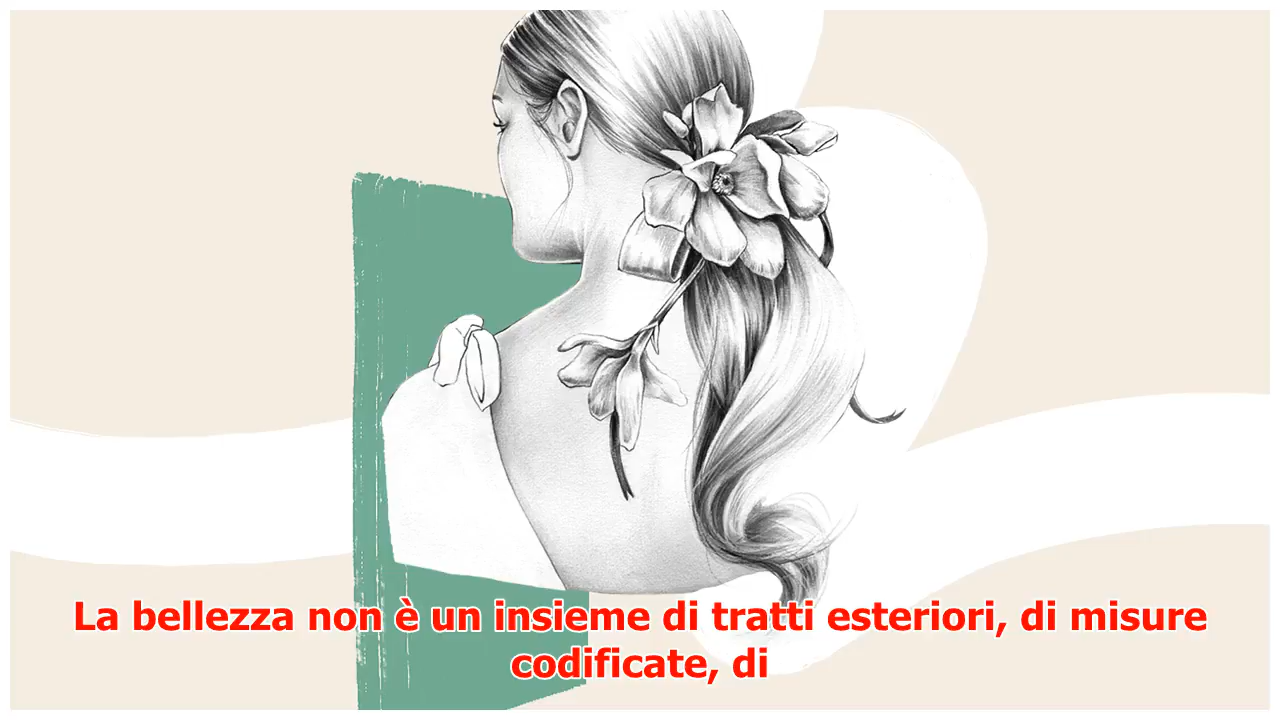 La bellezza non è un insieme di tratti esteriori, di misure
codificate, di